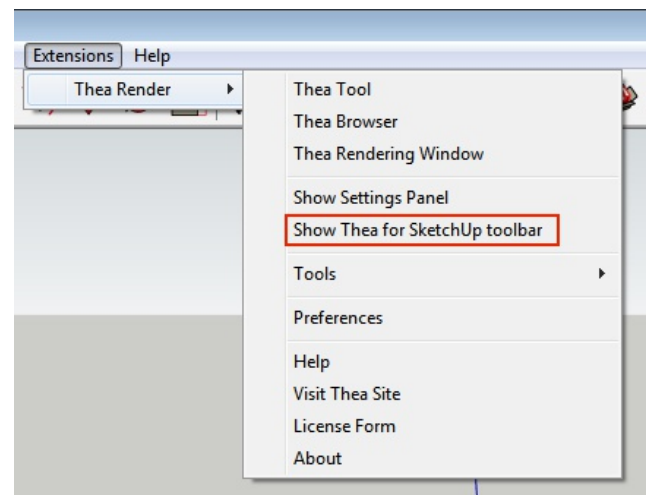 Extensions Help
Thea Render
Thea Tool
Thea Browser
Thea Rendering Window
Show Settings Panel
Show Thea for SketchUp toolbar
Tools
Preferences
Help
Visit Thea Site
License Form
About